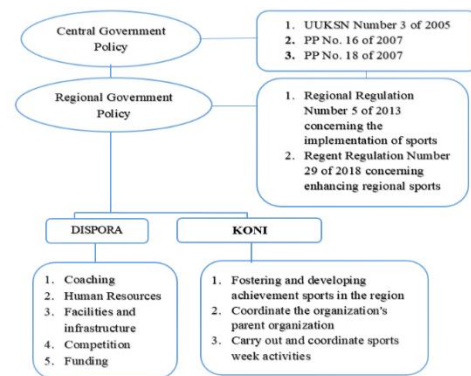 Central Government
Policy
1. UUKSN Number 3 of 2005
2. PP No. 16 of 2007
3. PP No. 18 of 2007
Regional Government
Policy
1. Regional Regulation
Number 5 of 2013
concerning the
implementation of sports
2. Regent Regulation Number
29 of 2018 concerning
enhancing regional sports
DISPORA
KONI
1. Coaching
2. Human Resources
3. Facilities and
infrastructure
4. Competition
5. Funding
1. Fostering and developing
achievement sports in the region
2. Coordinate the organization's
parent organization
3. Carry out and coordinate sports
week activities